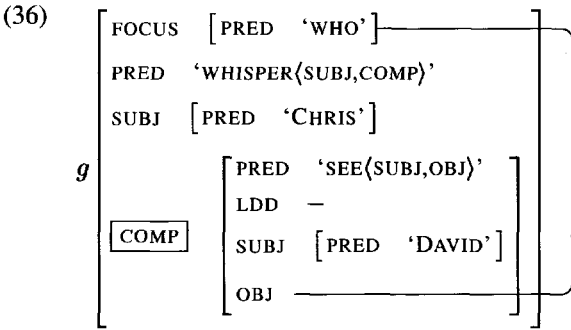 (36)
FOCUS [PRED ‘WHO’]
PRED ‘WHISPER⟨SUBJ,COMP⟩’
SUBJ [PRED ‘CHRIS’]
g
PRED ‘SEE⟨SUBJ,OBJ⟩’
LDD −
COMP
SUBJ [PRED ‘DAVID’]
OBJ